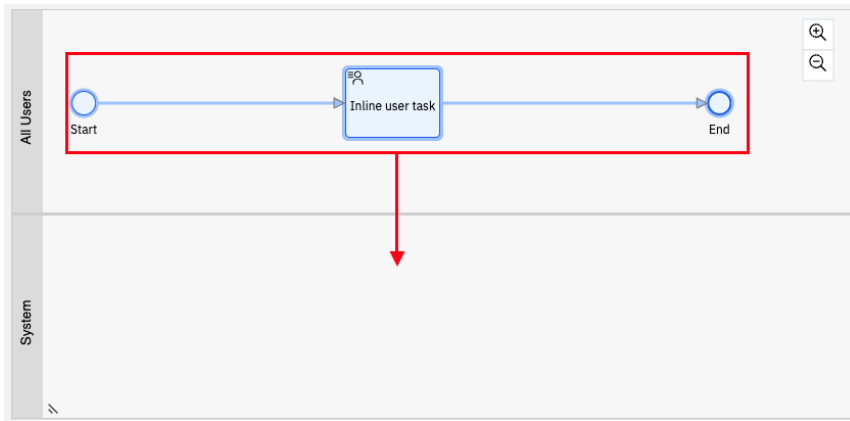 All Users
Start
Inline user task
End
System